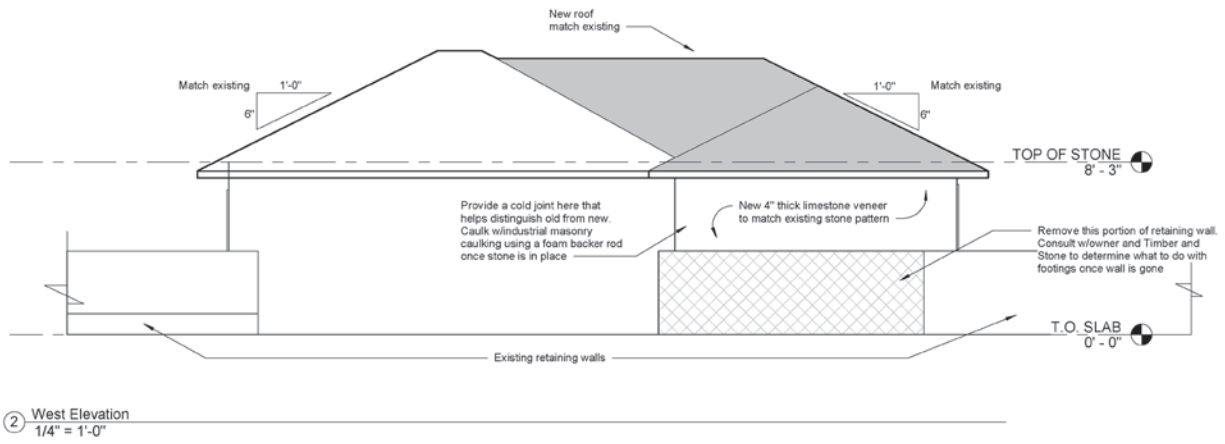 New roof
match existing
Match existing
1'-0"
6"
1'-0"
Match existing
6"
TOP OF STONE
8' - 3"
Provide a cold joint here that
helps distinguish old from new.
Caulk w/industrial masonry
caulking using a foam backer rod
once stone is in place
New 4" thick limestone veneer
to match existing stone pattern
Remove this portion of retaining wall.
Consult w/owner and Timber and
Stone to determine what to do with
footings once wall is gone
T.O. SLAB
0' - 0"
Existing retaining walls
2
West Elevation
1/4" = 1'-0"